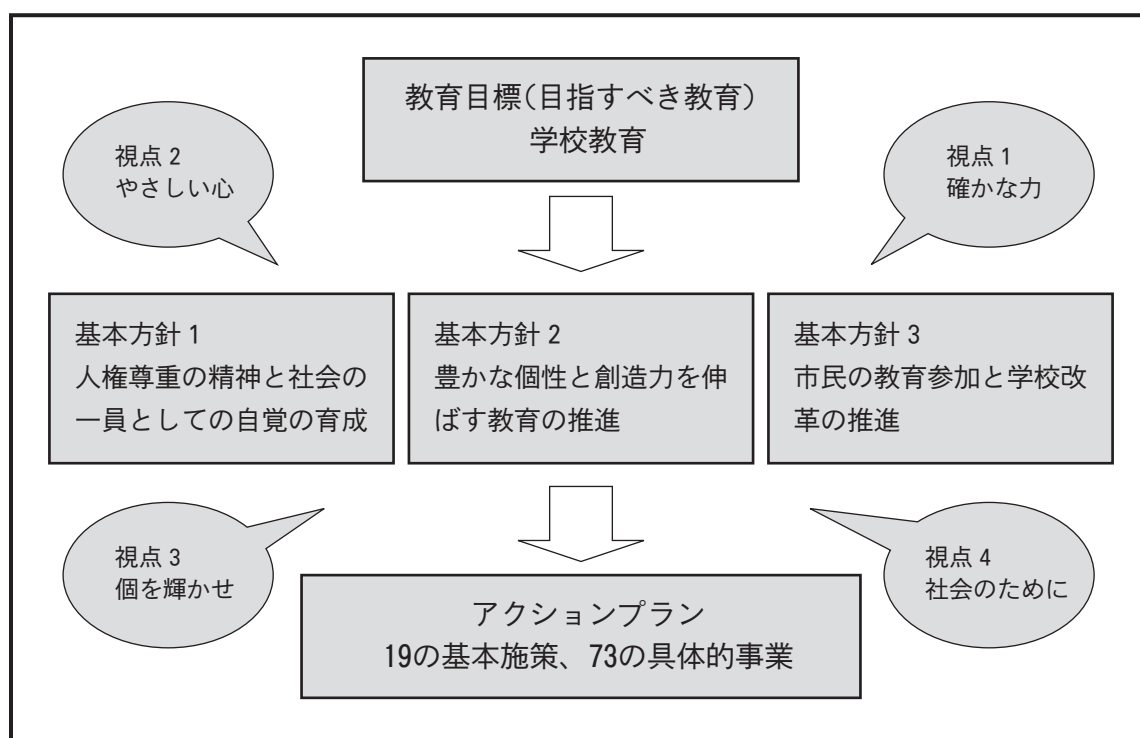 教育目標(目指すべき教育)
学校教育
視点 2
やさしい心
視点 1
確かな力
基本方針 1
人権尊重の精神と社会の
一員としての自覚の育成
基本方針 2
豊かな個性と創造力を伸
ばす教育の推進
基本方針 3
市民の教育参加と学校改
革の推進
視点 3
個を輝かせ
視点 4
社会のために
アクションプラン
19の基本施策、73の具体的事業